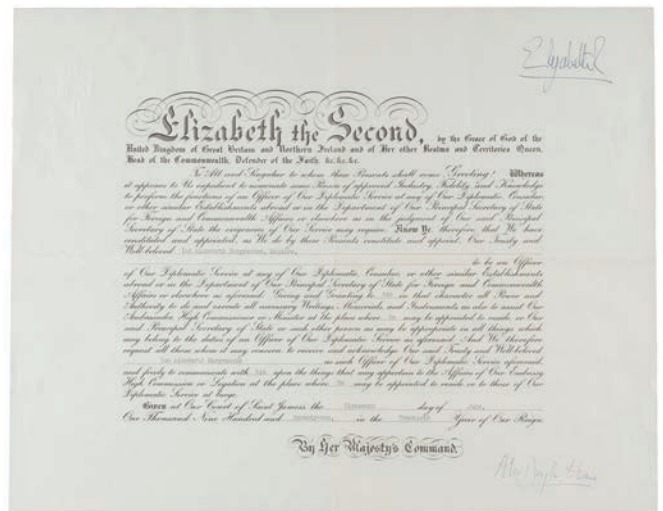 Elizabeth R
Elizabeth the Second, by the Grace of God of the
United Kingdom of Great Britain and Northern Ireland and of Her other Realms and Territories Queen,
Head of the Commonwealth, Defender of the Faith, &c. &c. &c.
To All and Singular to whom these Presents shall come, Greeting! Whereas
it appears to Us expedient to nominate some Person of approved Industry, Fidelity and Knowledge
to perform the functions of an Officer of Our Diplomatic Service at any of Our Diplomatic, Consular,
or other similar Establishments abroad or in the Department of Our Principal Secretary of State
for Foreign and Commonwealth Affairs or elsewhere as in the judgment of Our said Principal
Secretary of State the exigencies of Our Service may require: Know Ye, therefore, that We have
constituted and appointed, as We do by these Presents constitute and appoint, Our Trusty and
Well-beloved
to be an Officer
of Our Diplomatic Service at any of Our Diplomatic, Consular, or other similar Establishments
abroad or in the Department of Our Principal Secretary of State for Foreign and Commonwealth
Affairs or elsewhere as aforesaid: Giving and Granting to him in that character all Power and
Authority to do and execute all necessary Writings, Memorials, and Instruments, as also to assist Our
Ambassador, High Commissioner or Minister at the place where he may be appointed to reside, or Our
said Principal Secretary of State or such other person as may be appropriate in all things which
may belong to the duties of an Officer of Our Diplomatic Service as aforesaid: And We therefore
request all those whom it may concern to receive and acknowledge Our said Trusty and Well-beloved
as such Officer of Our Diplomatic Service aforesaid,
and freely to communicate with him upon the things that may appertain to the Affairs of Our Embassy,
High Commission or Legation at the place where he may be appointed to reside or to those of Our
Diplomatic Service at large.
Given at Our Court of Saint James's, the day of
One Thousand Nine Hundred and in the Year of Our Reign.
By Her Majesty's Command.